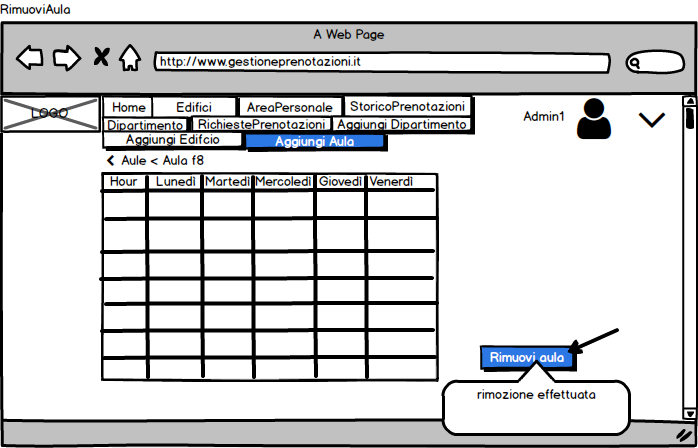 RimuoviAula
A Web Page
http://www.gestioneprenotazioni.it
LOGO
Home Edifici AreaPersonale StoricoPrenotazioni
Admin1
Dipartimento RichiestePrenotazioni Aggiungi Dipartimento
Aggiungi Edifcio Aggiungi Aula
Aule < Aula f8
Hour Lunedì Martedì Mercoledì Giovedì Venerdì
Rimuovi aula
rimozione effettuata